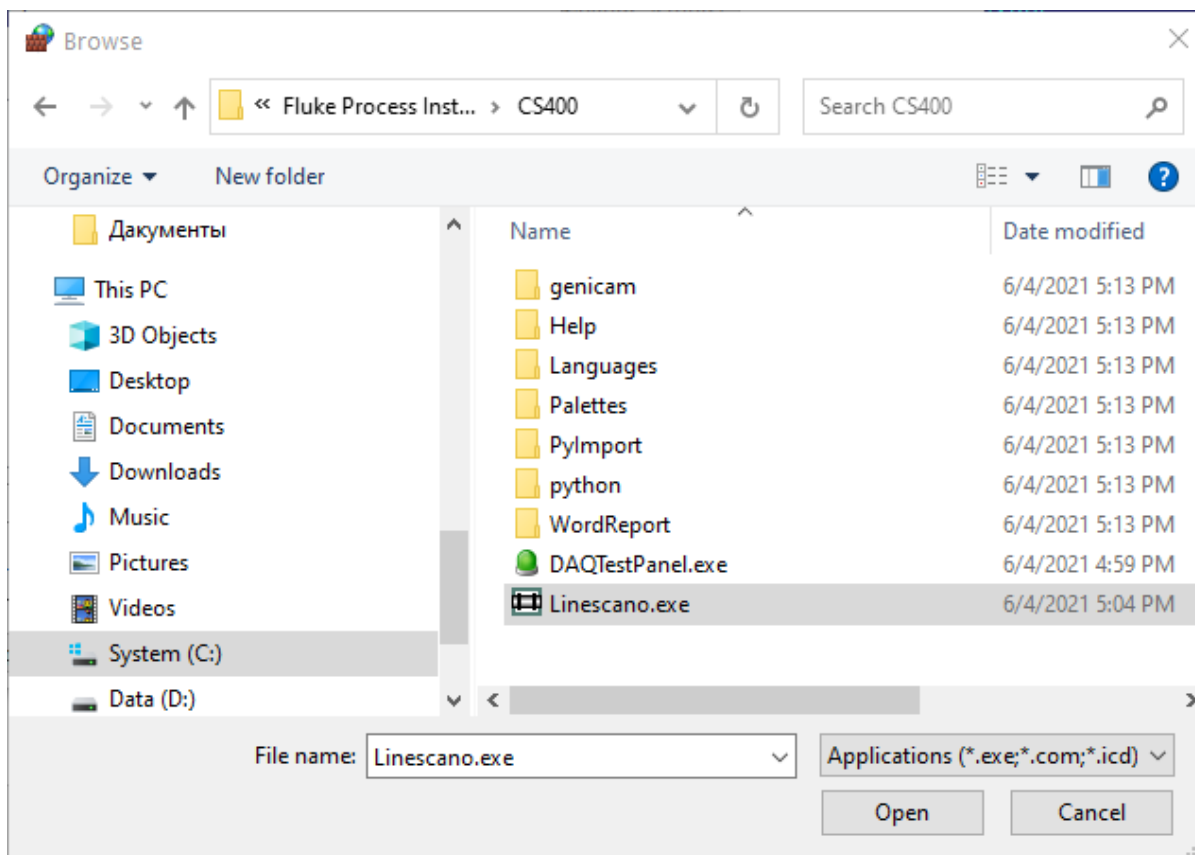 Browse
« Fluke Process Inst... › CS400
Search CS400
Organize
New folder
Дакументы
This PC
3D Objects
Desktop
Documents
Downloads
Music
Pictures
Videos
System (C:)
Data (D:)
Name Date modified
genicam 6/4/2021 5:13 PM
Help 6/4/2021 5:13 PM
Languages 6/4/2021 5:13 PM
Palettes 6/4/2021 5:13 PM
PyImport 6/4/2021 5:13 PM
python 6/4/2021 5:13 PM
WordReport 6/4/2021 5:13 PM
DAQTestPanel.exe 6/4/2021 4:59 PM
Linescano.exe 6/4/2021 5:04 PM
File name: Linescano.exe
Applications (*.exe;*.com;*.icd)
Open
Cancel